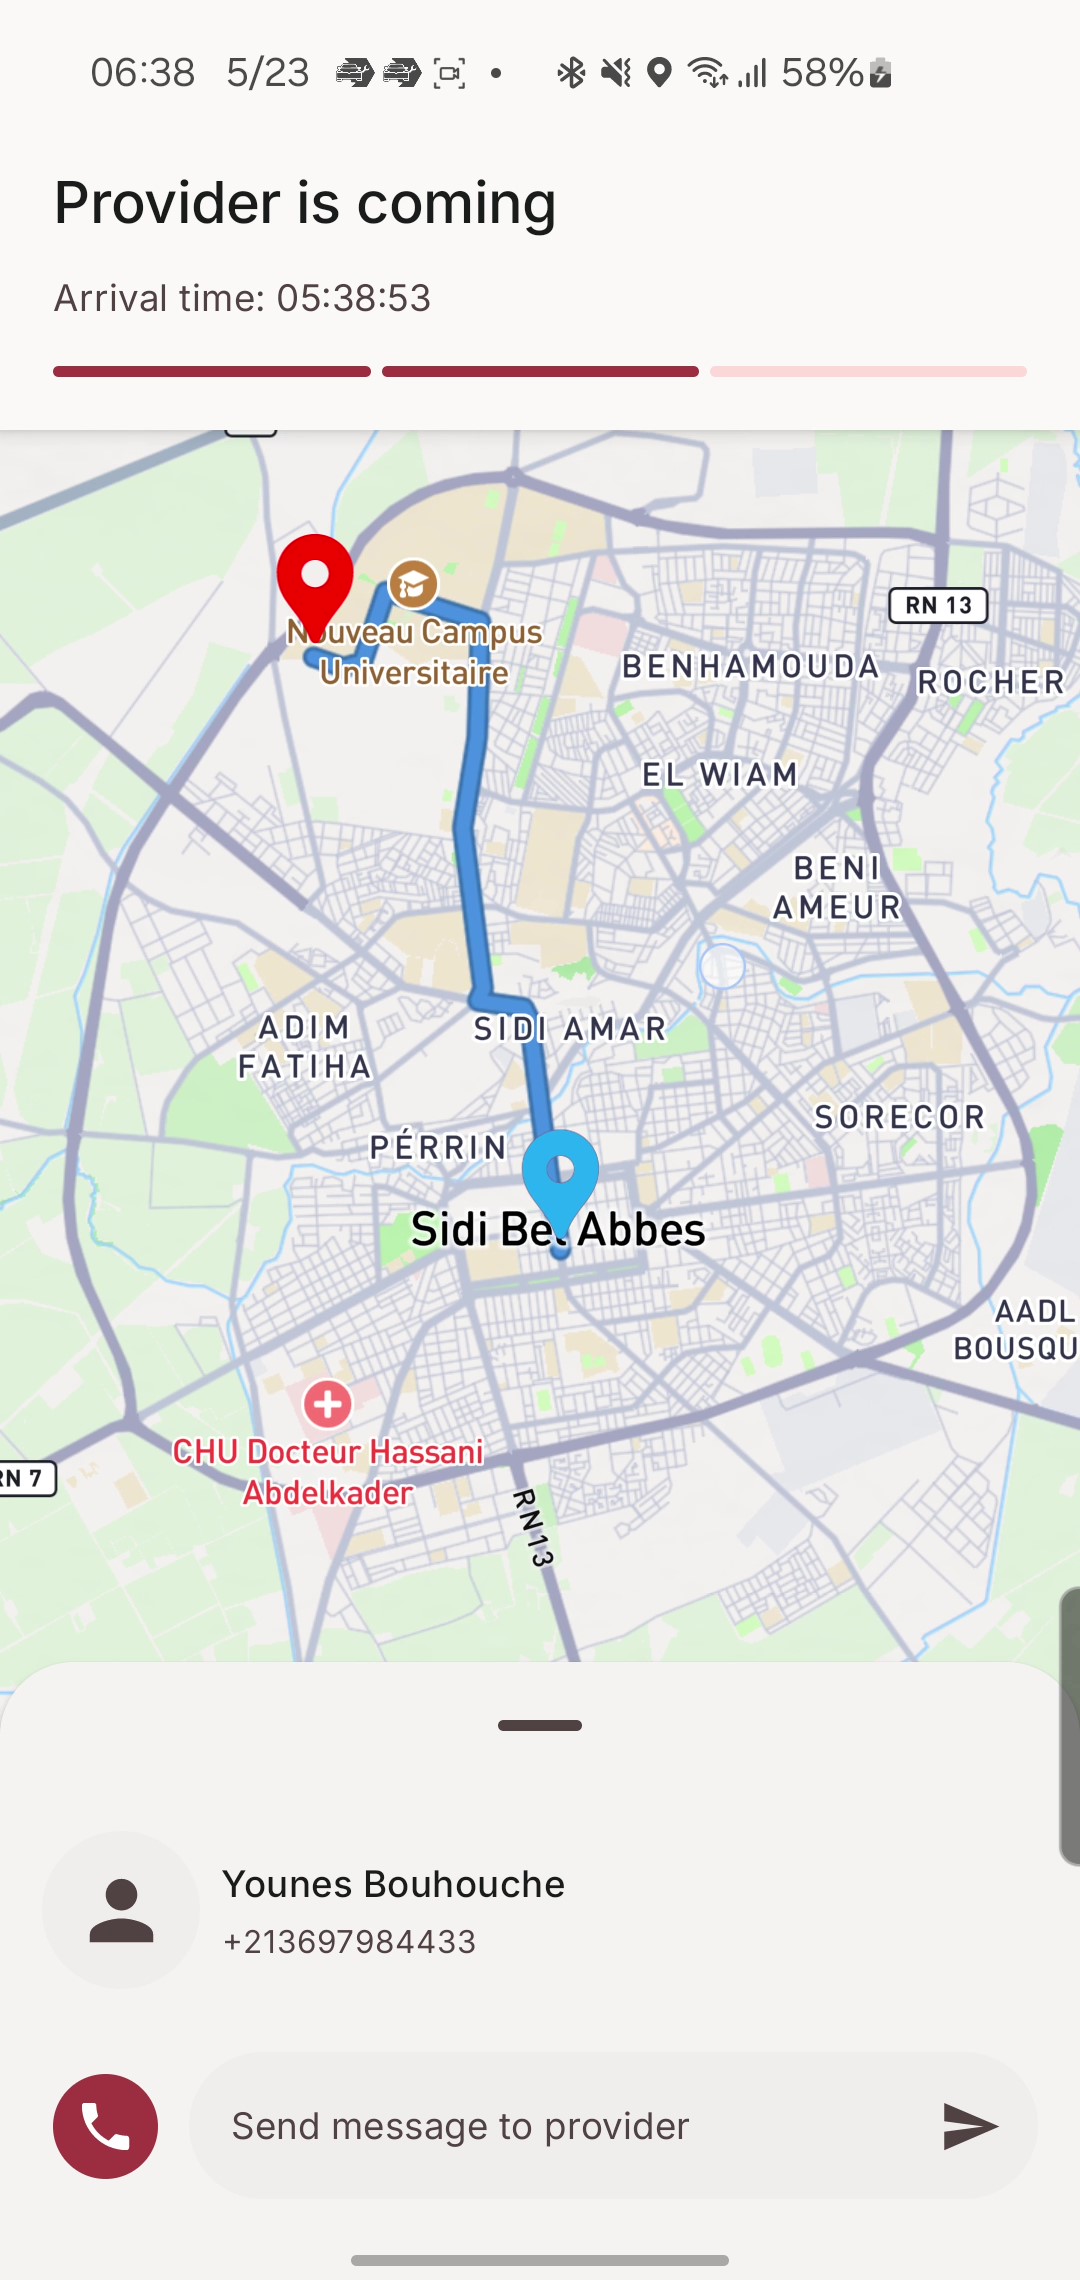 06:38 5/23 58%
Provider is coming
Arrival time: 05:38:53
RN 13
Nouveau Campus
Universitaire
BENHAMOUDA
ROCHER
EL WIAM
BENI
AMEUR
ADIM
FATIHA
SIDI AMAR
SORECOR
PÉRRIN
Sidi Bel Abbes
AADL
BOUSQU
CHU Docteur Hassani
Abdelkader
RN 7
RN 13
Younes Bouhouche
+213697984433
Send message to provider